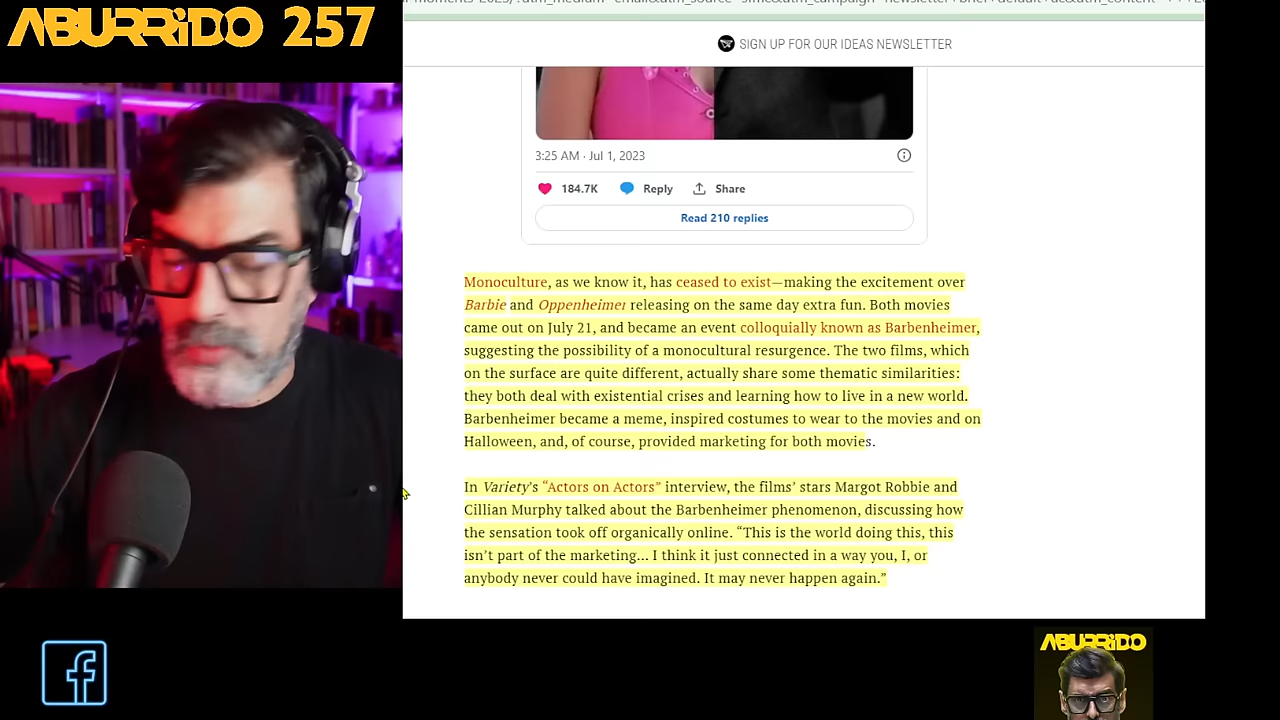 ABURRiDO 257
SIGN UP FOR OUR IDEAS NEWSLETTER
3:25 AM · Jul 1, 2023
184.7K Reply Share
Read 210 replies
Monoculture, as we know it, has ceased to exist—making the excitement over
Barbie and Oppenheimer releasing on the same day extra fun. Both movies
came out on July 21, and became an event colloquially known as Barbenheimer,
suggesting the possibility of a monocultural resurgence. The two films, which
on the surface are quite different, actually share some thematic similarities:
they both deal with existential crises and learning how to live in a new world.
Barbenheimer became a meme, inspired costumes to wear to the movies and on
Halloween, and, of course, provided marketing for both movies.
In Variety’s “Actors on Actors” interview, the films’ stars Margot Robbie and
Cillian Murphy talked about the Barbenheimer phenomenon, discussing how
the sensation took off organically online. “This is the world doing this, this
isn’t part of the marketing… I think it just connected in a way you, I, or
anybody never could have imagined. It may never happen again.”
ABURRiDO